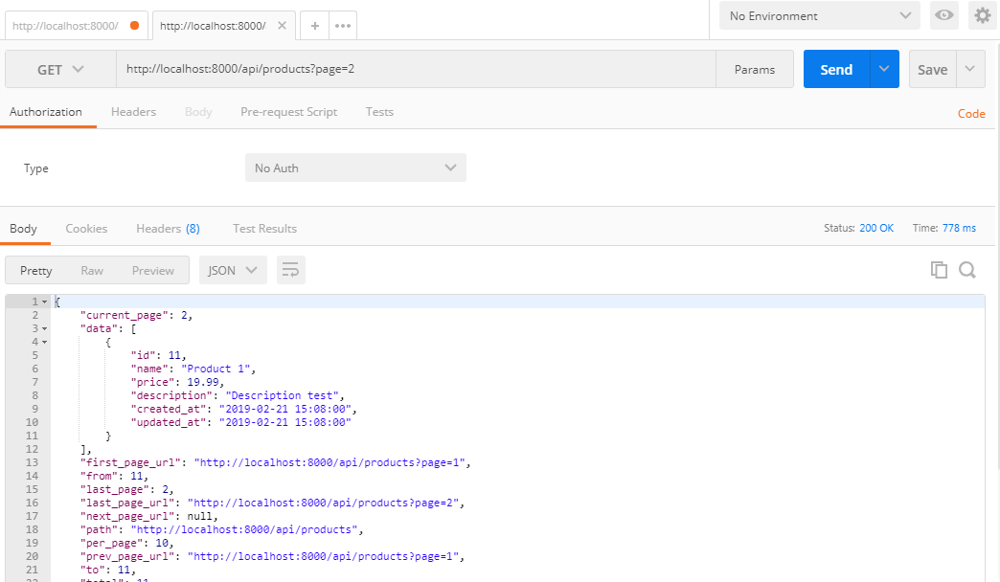 http://localhost:8000/ http://localhost:8000/ × + ••• No Environment
GET http://localhost:8000/api/products?page=2 Params Send Save
Authorization Headers Body Pre-request Script Tests Code
Type No Auth
Body Cookies Headers (8) Test Results Status: 200 OK Time: 778 ms
Pretty Raw Preview JSON
1 {
2 "current_page": 2,
3 "data": [
4 {
5 "id": 11,
6 "name": "Product 1",
7 "price": 19.99,
8 "description": "Description test",
9 "created_at": "2019-02-21 15:08:00",
10 "updated_at": "2019-02-21 15:08:00"
11 }
12 ],
13 "first_page_url": "http://localhost:8000/api/products?page=1",
14 "from": 11,
15 "last_page": 2,
16 "last_page_url": "http://localhost:8000/api/products?page=2",
17 "next_page_url": null,
18 "path": "http://localhost:8000/api/products",
19 "per_page": 10,
20 "prev_page_url": "http://localhost:8000/api/products?page=1",
21 "to": 11,
22 "total": 11